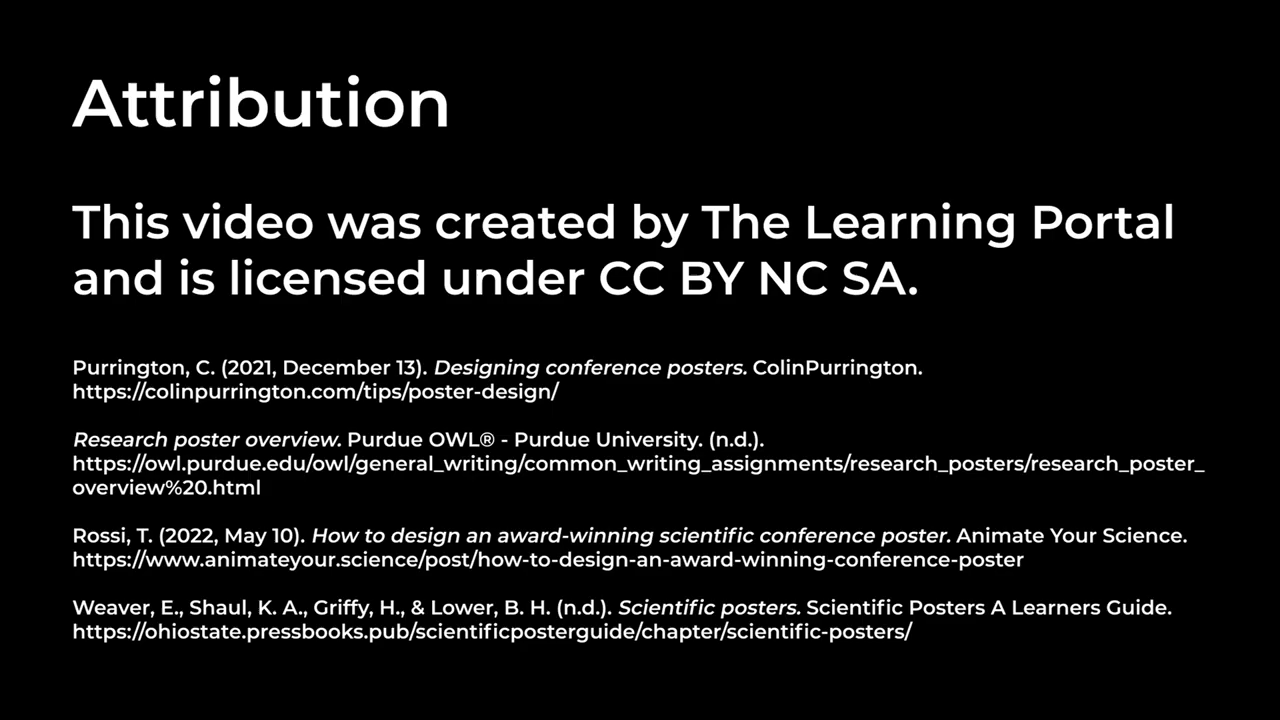 Attribution
This video was created by The Learning Portal
and is licensed under CC BY NC SA.
Purrington, C. (2021, December 13). Designing conference posters. ColinPurrington.
https://colinpurrington.com/tips/poster-design/
Research poster overview. Purdue OWL® - Purdue University. (n.d.).
https://owl.purdue.edu/owl/general_writing/common_writing_assignments/research_posters/research_poster_
overview%20.html
Rossi, T. (2022, May 10). How to design an award-winning scientific conference poster. Animate Your Science.
https://www.animateyour.science/post/how-to-design-an-award-winning-conference-poster
Weaver, E., Shaul, K. A., Griffy, H., & Lower, B. H. (n.d.). Scientific posters. Scientific Posters A Learners Guide.
https://ohiostate.pressbooks.pub/scientificposterguide/chapter/scientific-posters/